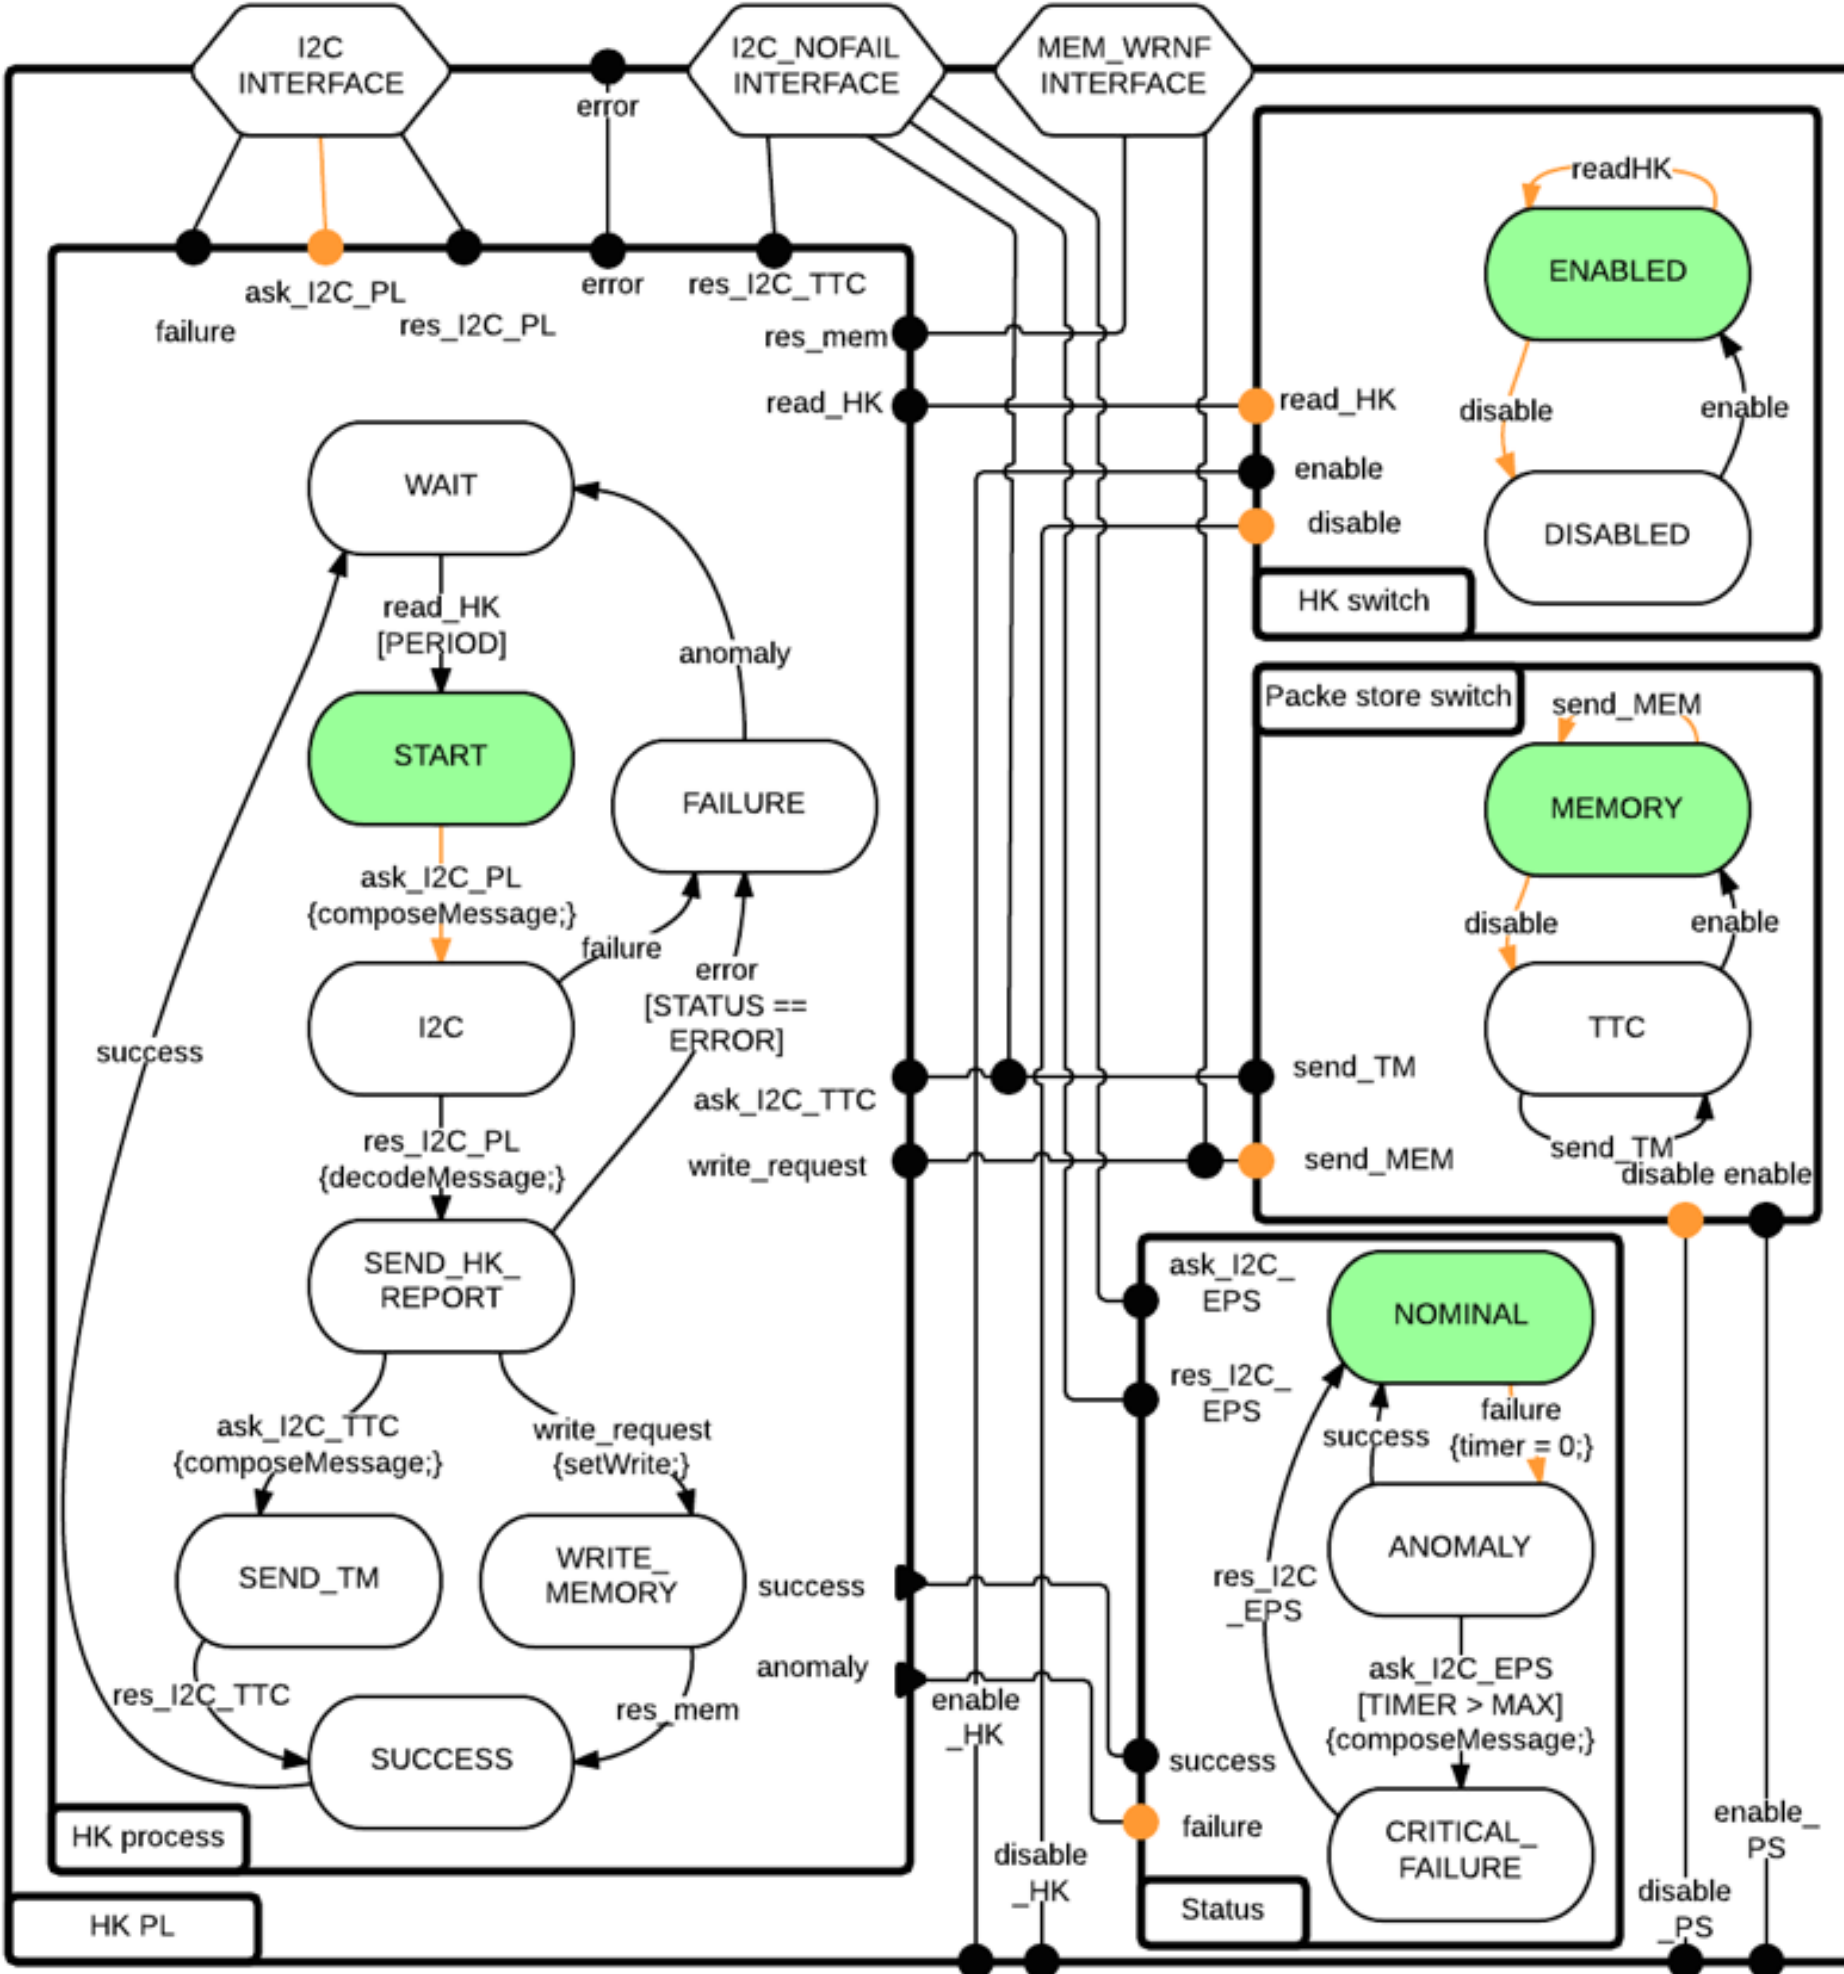 I2C
INTERFACE
error
I2C_NOFAIL
INTERFACE
MEM_WRNF
INTERFACE
failure
ask_I2C_PL
res_I2C_PL
error
res_I2C_TTC
res_mem
read_HK
WAIT
read_HK
[PERIOD]
START
anomaly
FAILURE
ask_I2C_PL
{composeMessage;}
failure
I2C
error
[STATUS ==
ERROR]
success
res_I2C_PL
{decodeMessage;}
ask_I2C_TTC
write_request
SEND_HK_
REPORT
ask_I2C_TTC
{composeMessage;}
write_request
{setWrite;}
SEND_TM
WRITE_
MEMORY
success
anomaly
res_I2C_TTC
res_mem
SUCCESS
HK process
HK PL
readHK
ENABLED
read_HK
disable
enable
enable
disable
DISABLED
HK switch
Packe store switch
send_MEM
MEMORY
disable
enable
TTC
send_TM
send_MEM
send_TM
disable enable
ask_I2C_
EPS
NOMINAL
res_I2C_
EPS
success
failure
{timer = 0;}
ANOMALY
res_I2C
_EPS
ask_I2C_EPS
[TIMER > MAX]
{composeMessage;}
success
failure
CRITICAL_
FAILURE
Status
enable
_HK
disable
_HK
disable
_PS
enable_
PS